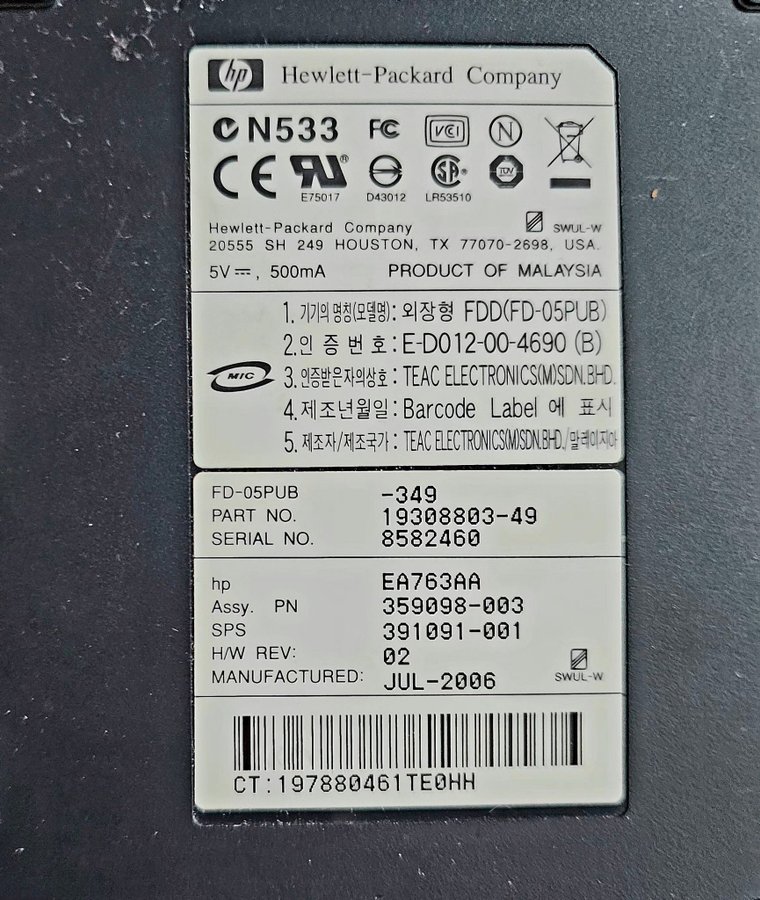 hp Hewlett-Packard Company
N533 FC VCI N
CE UL ® SA ® TUV
E75017 D43012 LR53510
Hewlett-Packard Company SWUL-W
20555 SH 249 HOUSTON, TX 77070-2698, USA.
5V⎓, 500mA PRODUCT OF MALAYSIA
1. 기기의 명칭(모델명): 외장형 FDD(FD-05PUB)
2. 인 증 번 호: E-D012-00-4690 (B)
MIC 3. 인증받은자의상호: TEAC ELECTRONICS(M)SDN.BHD.
4. 제조년월일: Barcode Label 에 표시
5. 제조자/제조국가: TEAC ELECTRONICS(M)SDN.BHD./말레이지아
FD-05PUB -349
PART NO. 19308803-49
SERIAL NO. 8582460
hp EA763AA
Assy. PN 359098-003
SPS 391091-001
H/W REV: 02
MANUFACTURED: JUL-2006 SWUL-W
CT:197880461TE0HH